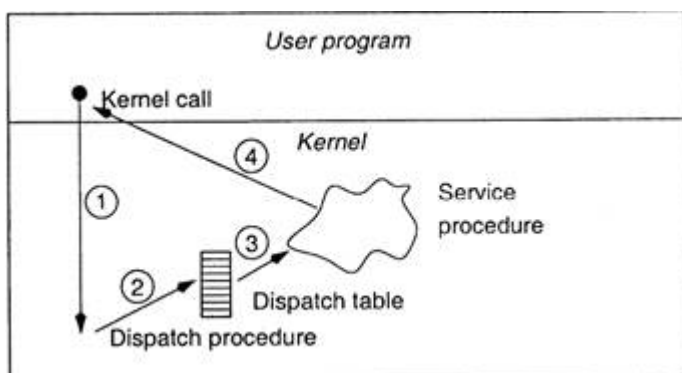 User program
Kernel call
Kernel
4
Service
procedure
1
3
2
Dispatch table
Dispatch procedure